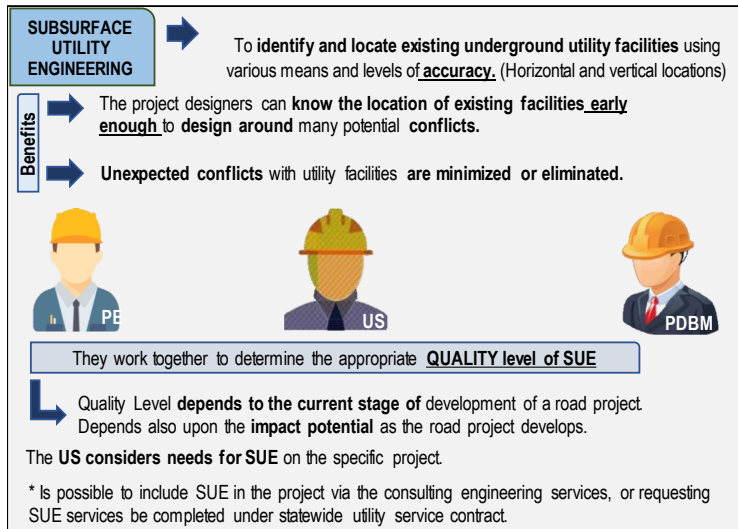 SUBSURFACE
UTILITY
ENGINEERING
To identify and locate existing underground utility facilities using
various means and levels of accuracy. (Horizontal and vertical locations)
Benefits
The project designers can know the location of existing facilities early
enough to design around many potential conflicts.
Unexpected conflicts with utility facilities are minimized or eliminated.
PE
US
PDBM
They work together to determine the appropriate QUALITY level of SUE
Quality Level depends to the current stage of development of a road project.
Depends also upon the impact potential as the road project develops.
The US considers needs for SUE on the specific project.
* Is possible to include SUE in the project via the consulting engineering services, or requesting
SUE services be completed under statewide utility service contract.